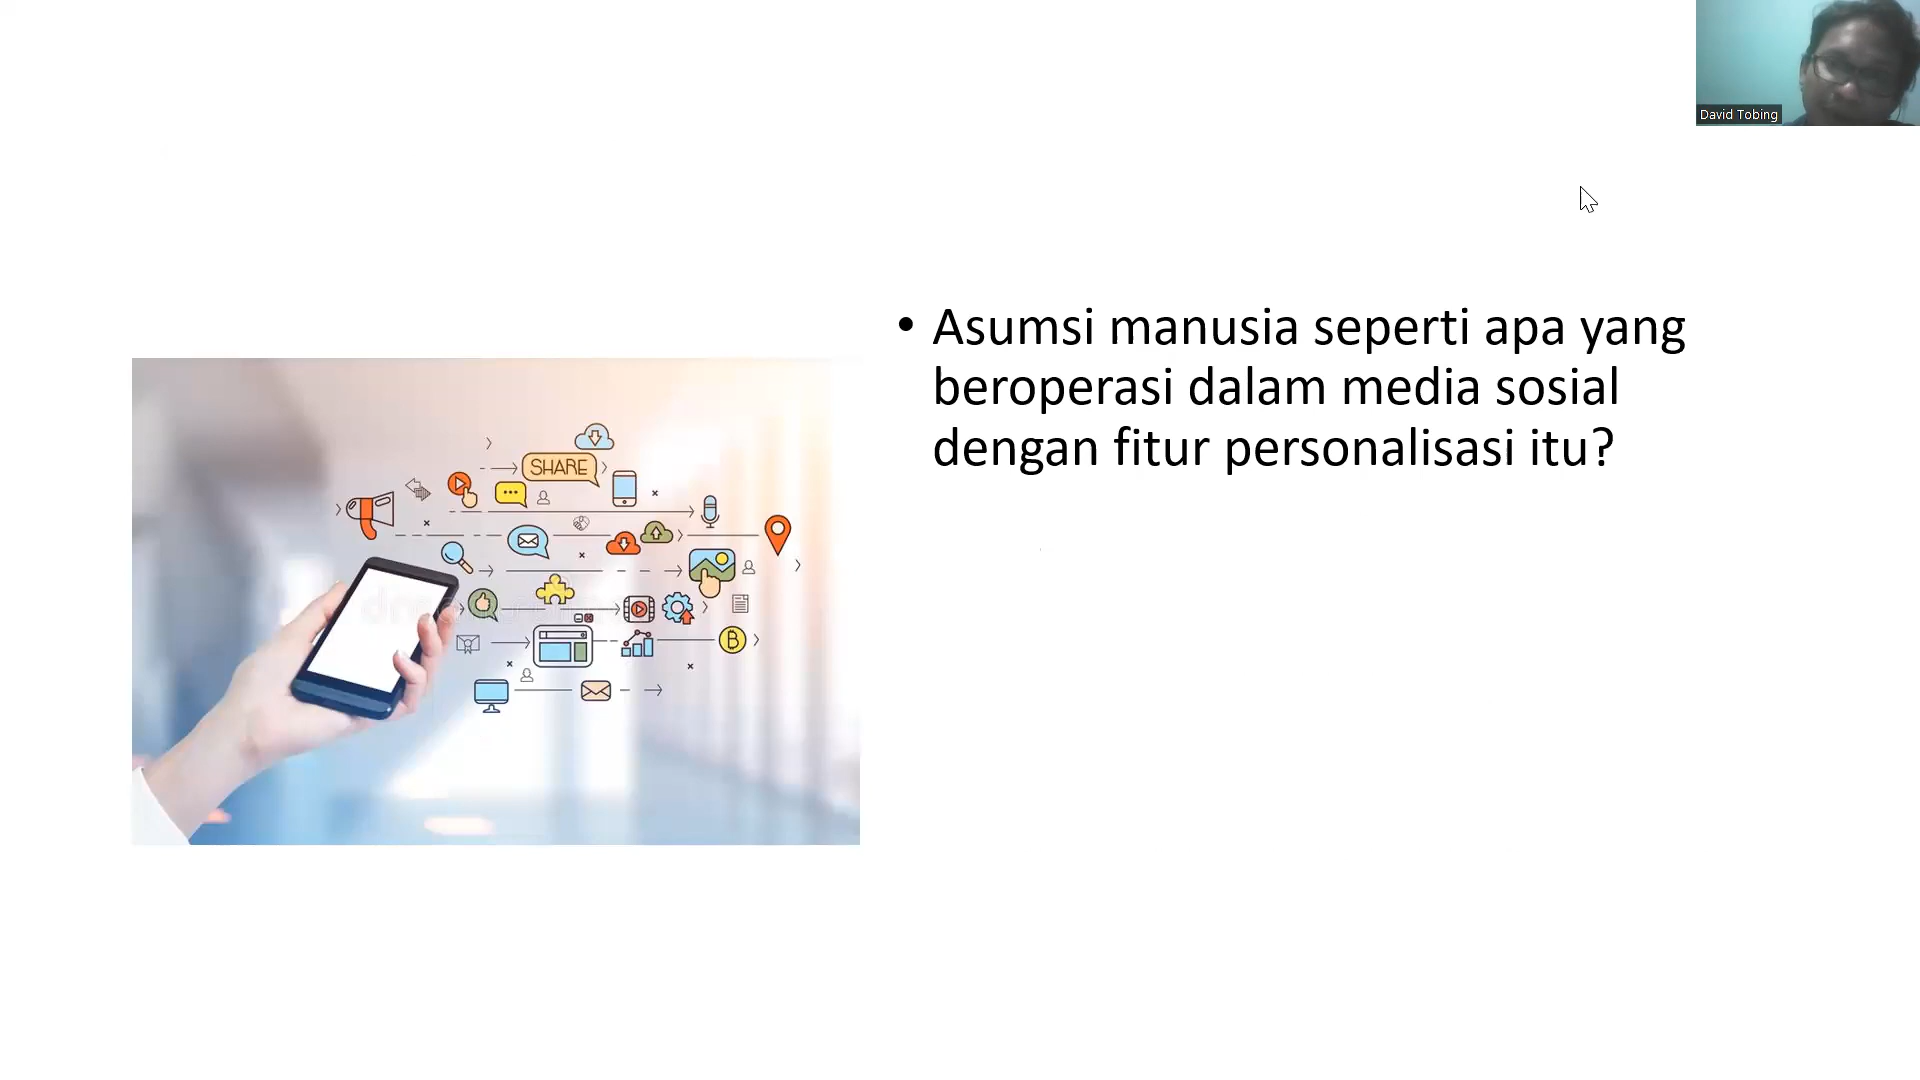 David Tobing
• Asumsi manusia seperti apa yang
beroperasi dalam media sosial
dengan fitur personalisasi itu?
SHARE